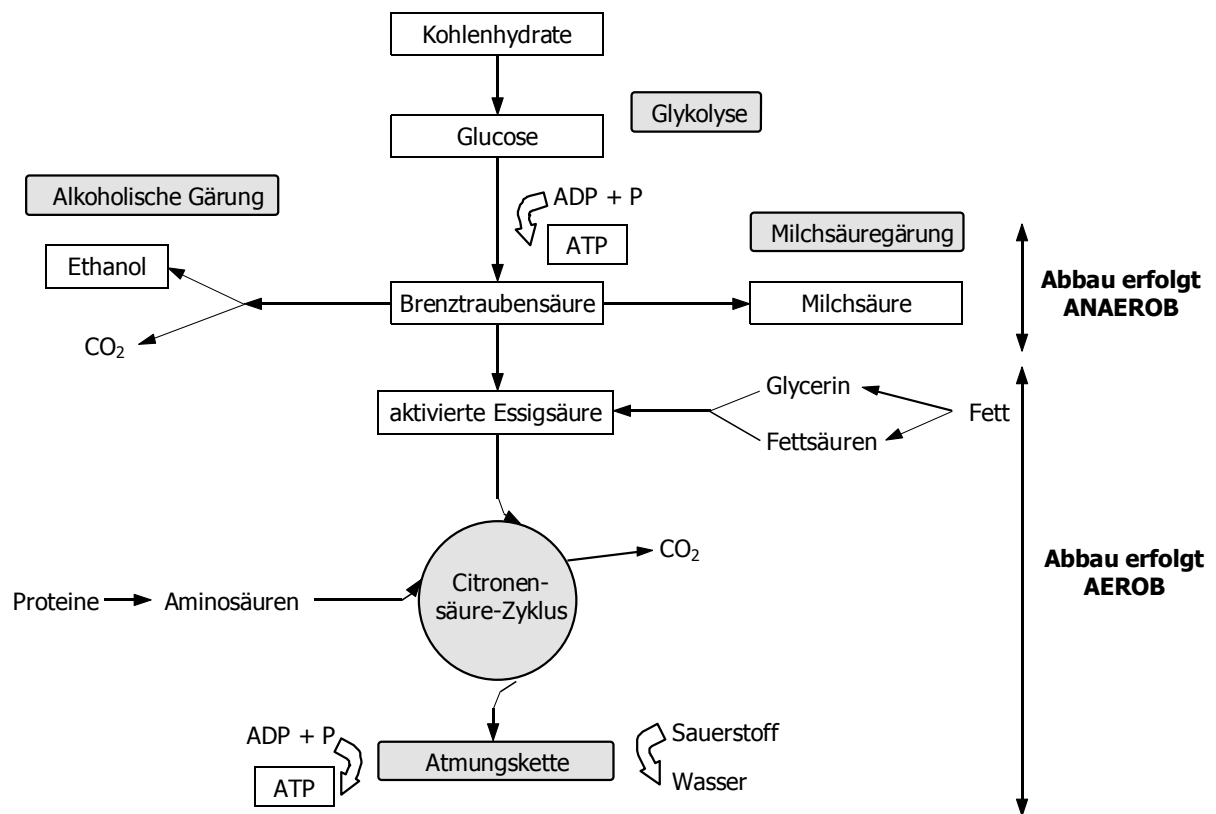 Kohlenhydrate
Glykolyse
Glucose
Alkoholische Gärung
ADP + P
ATP
Milchsäuregärung
Ethanol
Brenztraubensäure
Milchsäure
Abbau erfolgt
ANAEROB
CO₂
aktivierte Essigsäure
Glycerin
Fett
Fettsäuren
CO₂
Citronen-
säure-Zyklus
Proteine
Aminosäuren
Abbau erfolgt
AEROB
ADP + P
ATP
Atmungskette
Sauerstoff
Wasser